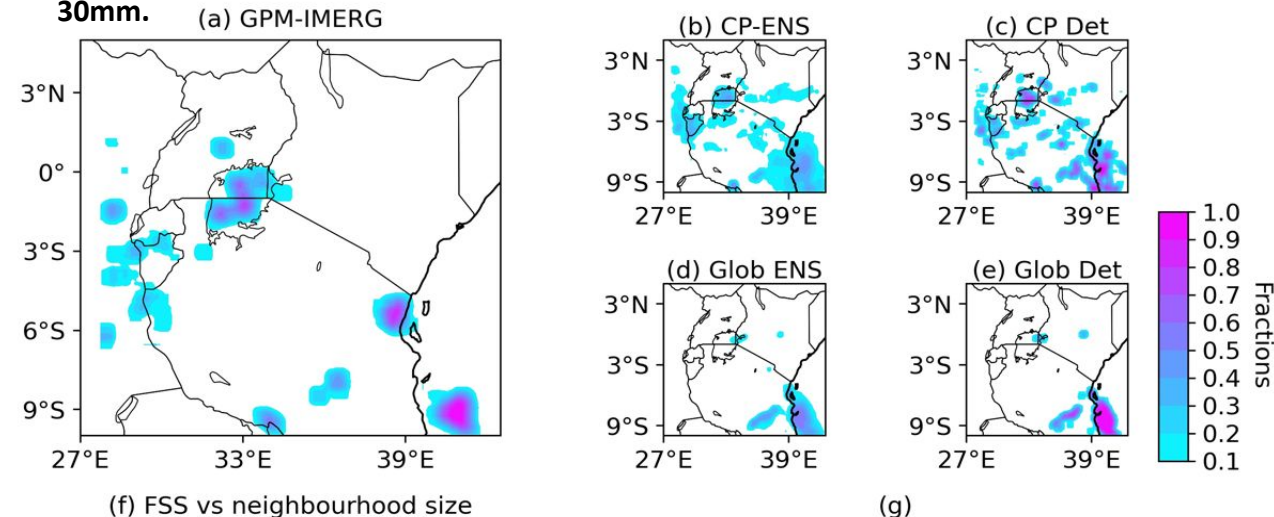 30mm.
(a) GPM-IMERG
3°N
0°
3°S
6°S
9°S
27°E 33°E 39°E
(b) CP-ENS
3°N
3°S
9°S
27°E 39°E
(c) CP Det
3°N
3°S
9°S
27°E 39°E
(d) Glob ENS
3°N
3°S
9°S
27°E 39°E
(e) Glob Det
3°N
3°S
9°S
27°E 39°E
1.0
0.9
0.8
0.7
0.6
0.5
0.4
0.3
0.2
0.1
Fractions
(f) FSS vs neighbourhood size
(g)